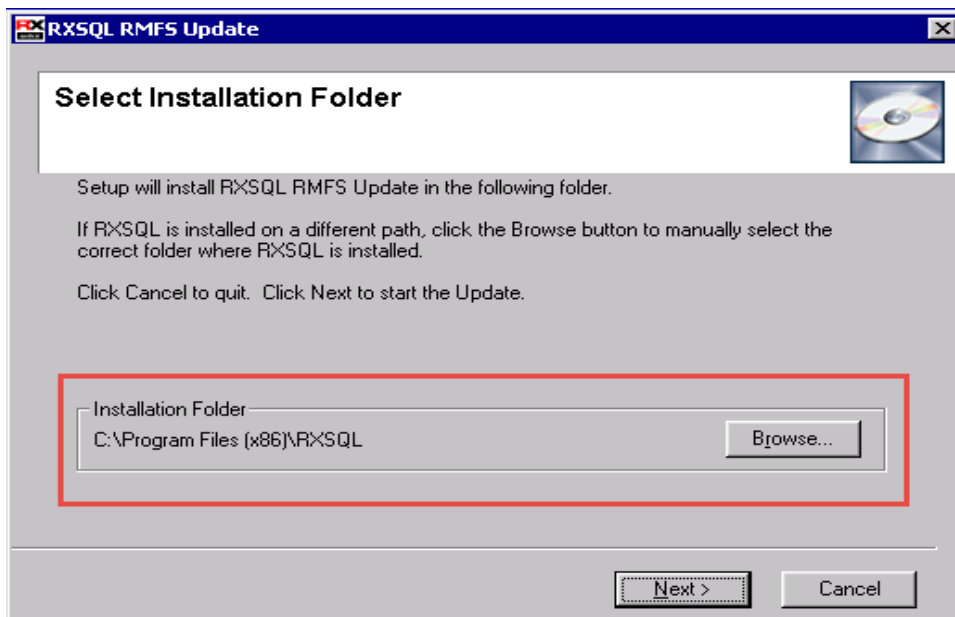 RX
RXSQL RMFS Update
Select Installation Folder
Setup will install RXSQL RMFS Update in the following folder.
If RXSQL is installed on a different path, click the Browse button to manually select the
correct folder where RXSQL is installed.
Click Cancel to quit.  Click Next to start the Update.
Installation Folder
C:\Program Files (x86)\RXSQL
Browse...
Next >
Cancel